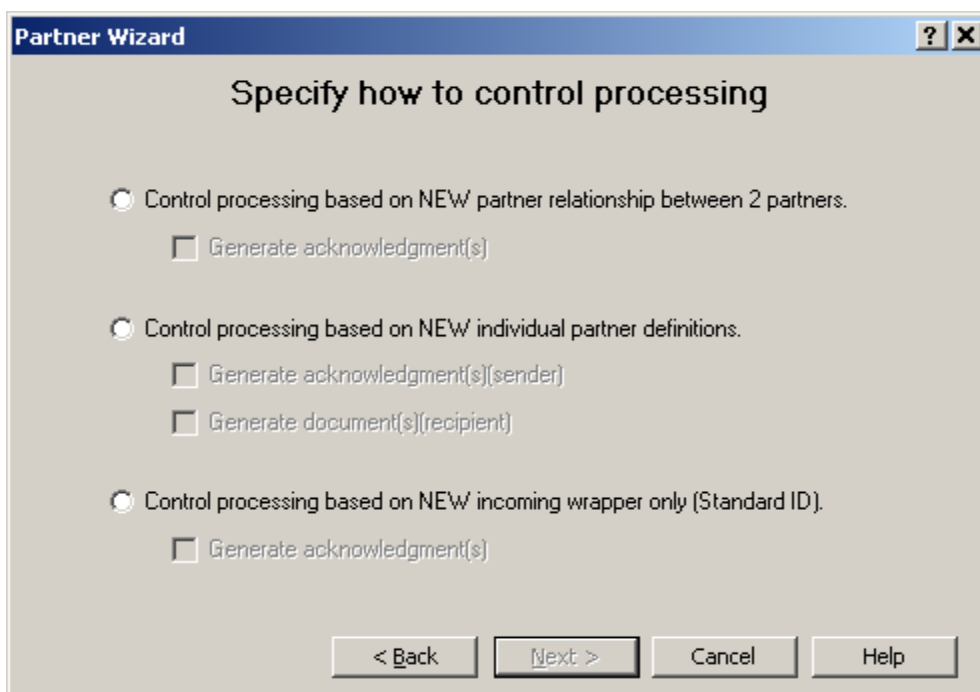 Partner Wizard
Specify how to control processing
Control processing based on NEW partner relationship between 2 partners.
Generate acknowledgment(s)
Control processing based on NEW individual partner definitions.
Generate acknowledgment(s)(sender)
Generate document(s)(recipient)
Control processing based on NEW incoming wrapper only (Standard ID).
Generate acknowledgment(s)
< Back Next > Cancel Help